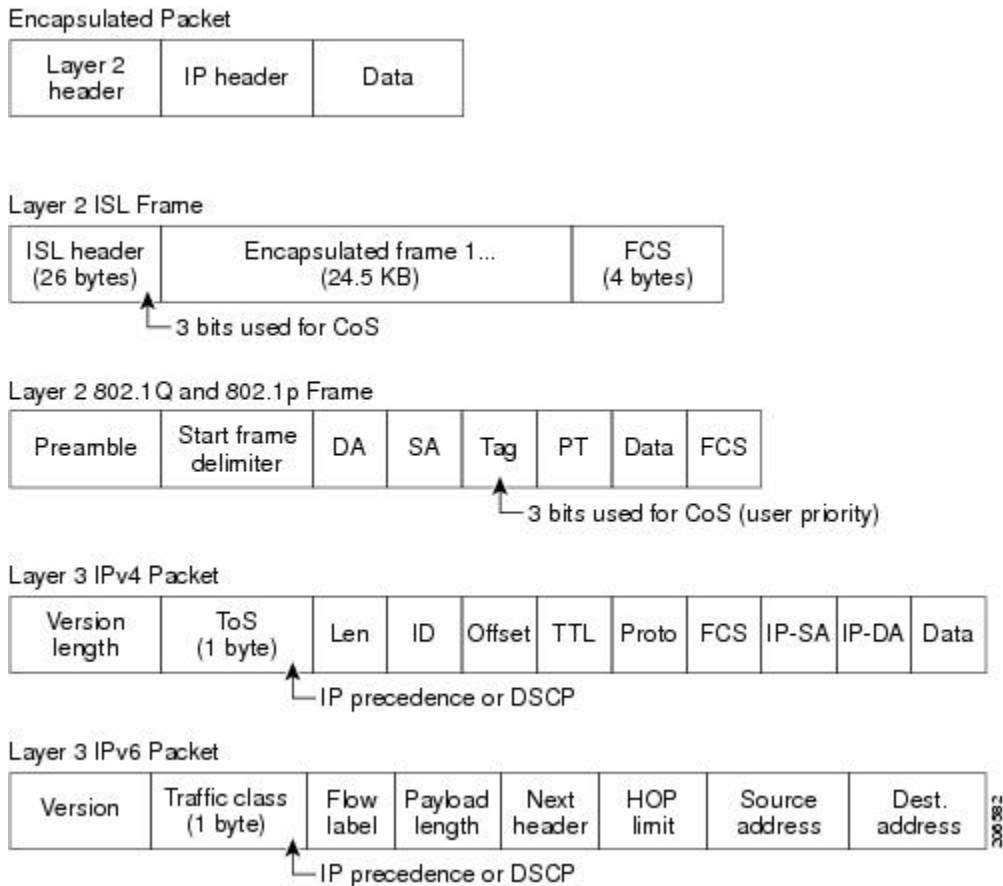 Encapsulated Packet
Layer 2
header
IP header
Data
Layer 2 ISL Frame
ISL header
(26 bytes)
Encapsulated frame 1...
(24.5 KB)
FCS
(4 bytes)
3 bits used for CoS
Layer 2 802.1Q and 802.1p Frame
Preamble
Start frame
delimiter
DA
SA
Tag
PT
Data
FCS
3 bits used for CoS (user priority)
Layer 3 IPv4 Packet
Version
length
ToS
(1 byte)
Len
ID
Offset
TTL
Proto
FCS
IP-SA
IP-DA
Data
IP precedence or DSCP
Layer 3 IPv6 Packet
Version
Traffic class
(1 byte)
Flow
label
Payload
length
Next
header
HOP
limit
Source
address
Dest.
address
IP precedence or DSCP
206582